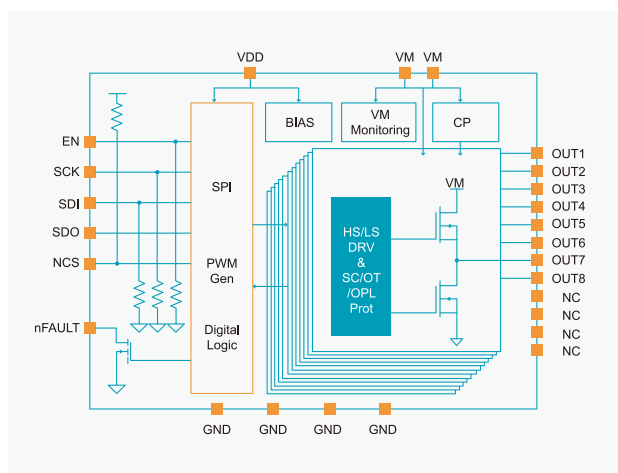 VDD
VM
VM
BIAS
VM
Monitoring
CP
EN
SCK
SDI
SDO
NCS
nFAULT
SPI
PWM
Gen
Digital
Logic
HS/LS
DRV
&
SC/OT
/OPL
Prot
VM
OUT1
OUT2
OUT3
OUT4
OUT5
OUT6
OUT7
OUT8
NC
NC
NC
NC
GND
GND
GND
GND